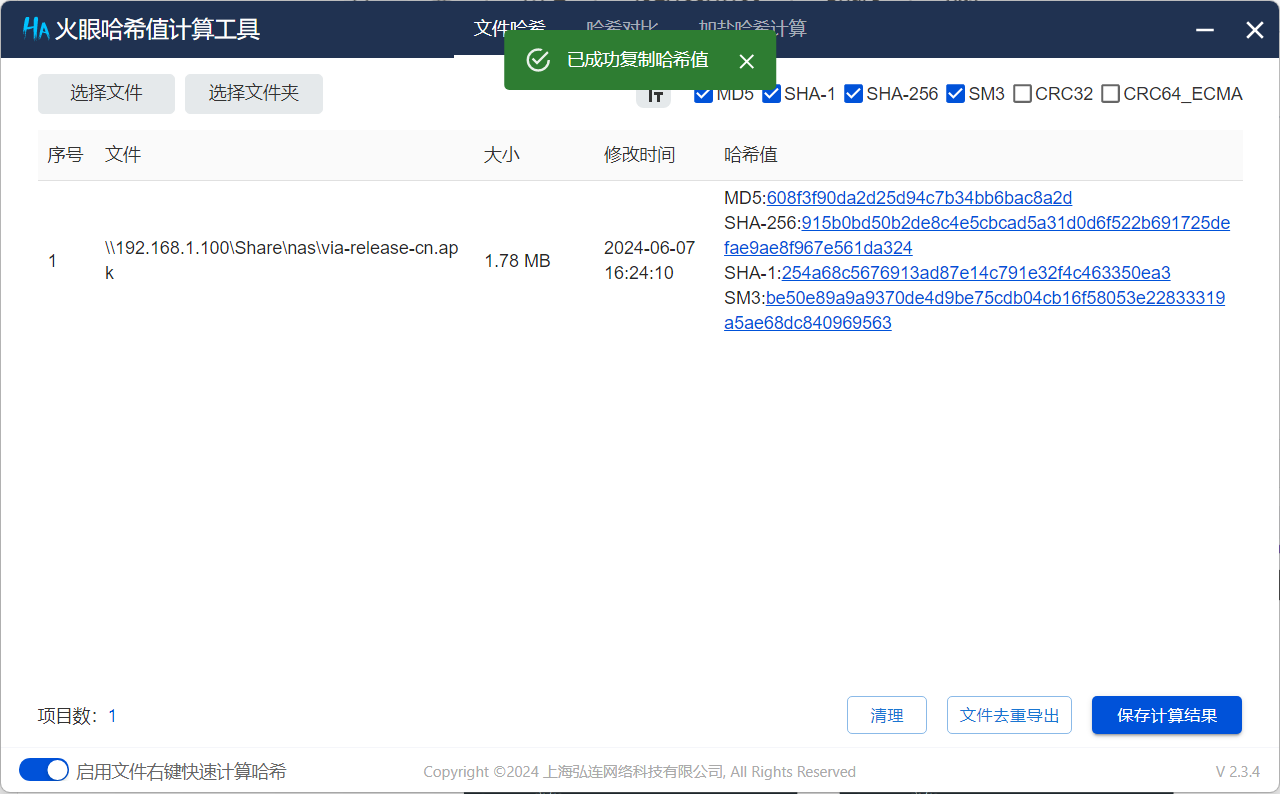 HA 火眼哈希值计算工具
文件哈希 哈希对比 加盐哈希计算
已成功复制哈希值
选择文件 选择文件夹
IT MD5 SHA-1 SHA-256 SM3 CRC32 CRC64_ECMA
序号 文件 大小 修改时间 哈希值
1
\\192.168.1.100\Share\nas\via-release-cn.ap
k
1.78 MB
2024-06-07
16:24:10
MD5:608f3f90da2d25d94c7b34bb6bac8a2d
SHA-256:915b0bd50b2de8c4e5cbcad5a31d0d6f522b691725de
fae9ae8f967e561da324
SHA-1:254a68c5676913ad87e14c791e32f4c463350ea3
SM3:be50e89a9a9370de4d9be75cdb04cb16f58053e22833319
a5ae68dc840969563
项目数：1
清理 文件去重导出 保存计算结果
启用文件右键快速计算哈希
Copyright ©2024 上海弘连网络科技有限公司, All Rights Reserved
V 2.3.4